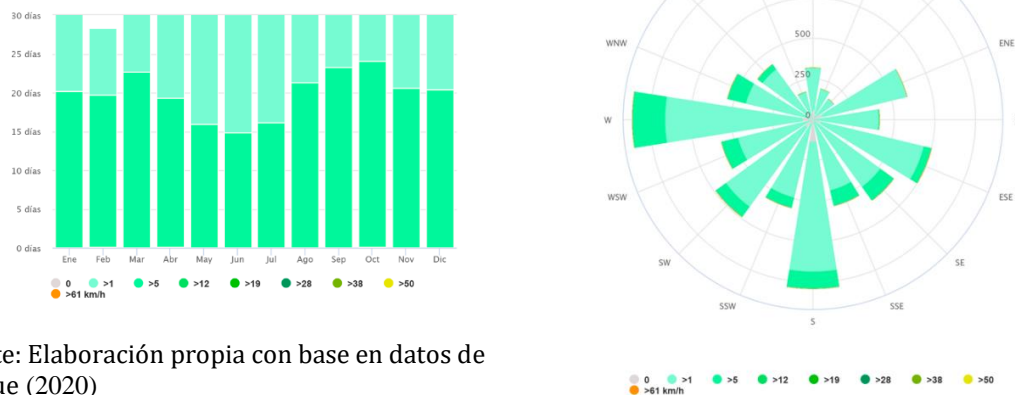 30 días
25 días
20 días
15 días
10 días
5 días
0 días
Ene Feb Mar Abr May Jun Jul Ago Sep Oct Nov Dic
0 >1 >5 >12 >19 >28 >38 >50
>61 km/h
te: Elaboración propia con base en datos de
ue (2020)
500
250
0
WNW
ENE
W
WSW
ESE
SW
SE
SSW
SSE
S
0 >1 >5 >12 >19 >28 >38 >50
>61 km/h